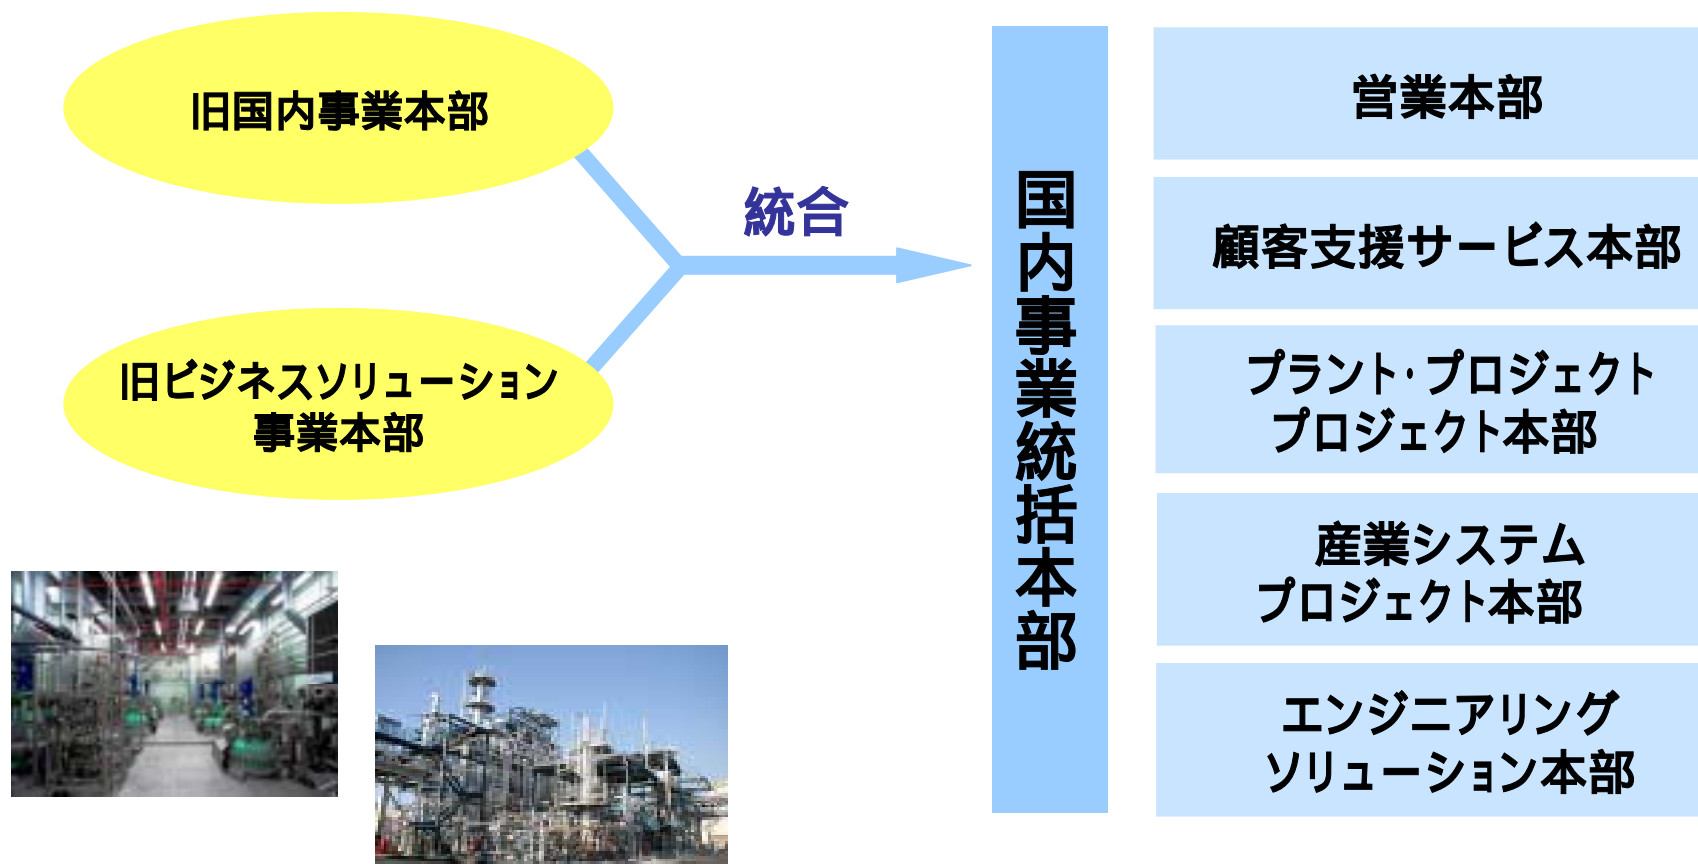 旧国内事業本部
旧ビジネスソリューション
事業本部
統合
国内事業統括本部
営業本部
顧客支援サービス本部
プラント・プロジェクト
プロジェクト本部
産業システム
プロジェクト本部
エンジニアリング
ソリューション本部